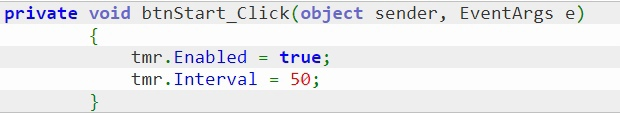 private void btnStart_Click(object sender, EventArgs e)
{
tmr.Enabled = true;
tmr.Interval = 50;
}